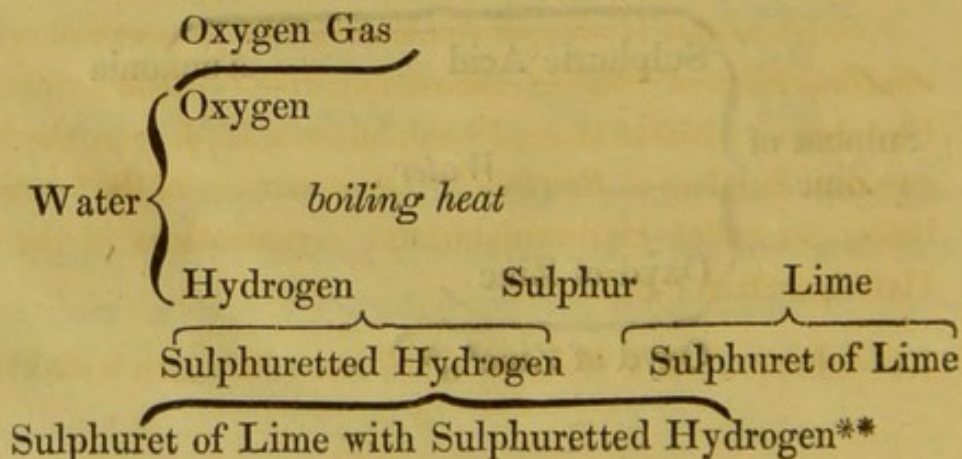 Oxygen Gas
Oxygen
Water boiling heat
Hydrogen Sulphur Lime
Sulphuretted Hydrogen Sulphuret of Lime
Sulphuret of Lime with Sulphuretted Hydrogen**